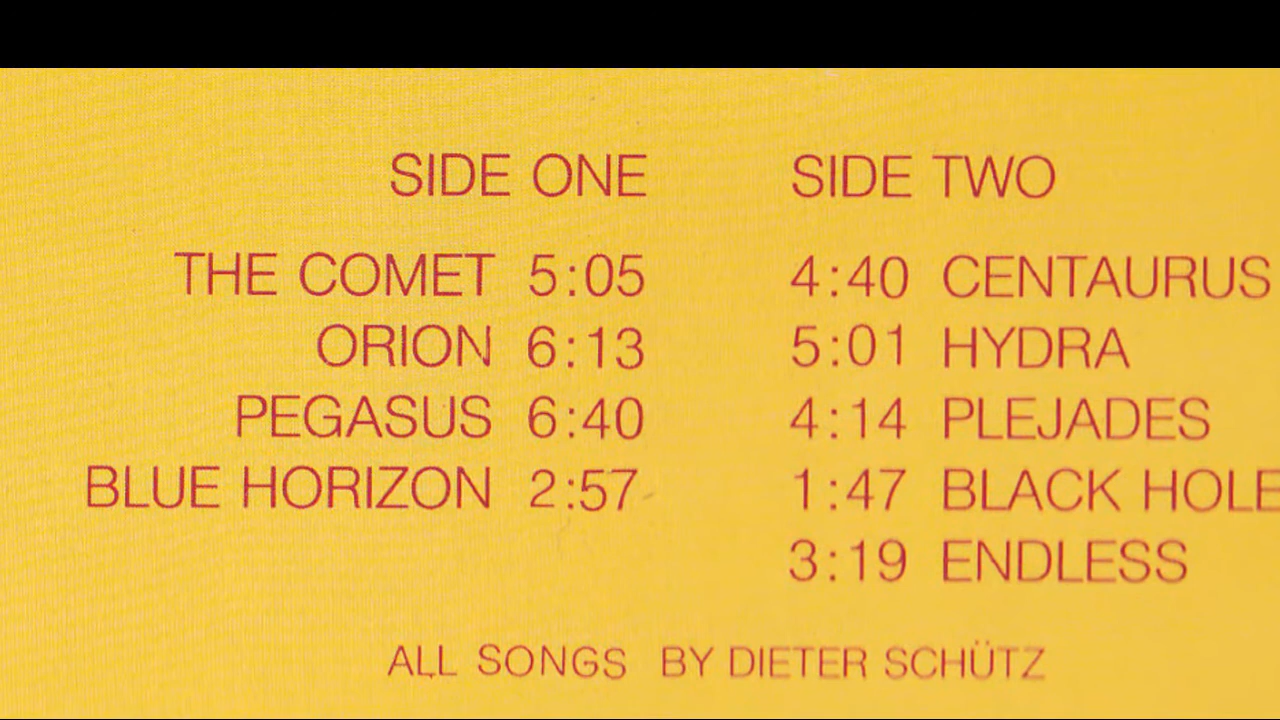 SIDE ONE
THE COMET 5:05
ORION 6:13
PEGASUS 6:40
BLUE HORIZON 2:57
SIDE TWO
4:40 CENTAURUS
5:01 HYDRA
4:14 PLEJADES
1:47 BLACK HOLE
3:19 ENDLESS
ALL SONGS BY DIETER SCHÜTZ